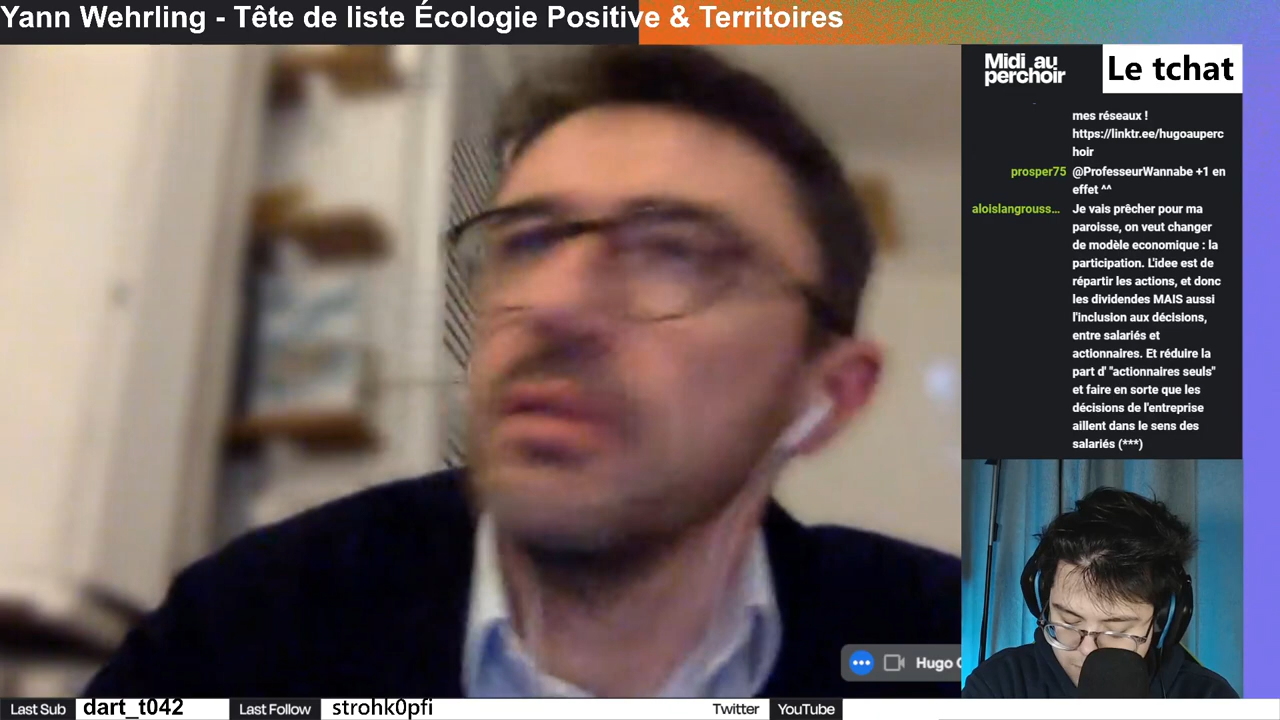 Yann Wehrling - Tête de liste Écologie Positive & Territoires
Midi au
perchoir
Le tchat
mes réseaux !
https://linktr.ee/hugoauperc
hoir
prosper75 @ProfesseurWannabe +1 en
effet ^^
aloislangrouss… Je vais prêcher pour ma
paroisse, on veut changer
de modèle economique : la
participation. L'idee est de
répartir les actions, et donc
les dividendes MAIS aussi
l'inclusion aux décisions,
entre salariés et
actionnaires. Et réduire la
part d' "actionnaires seuls"
et faire en sorte que les
décisions de l'entreprise
aillent dans le sens des
salariés (***)
Hugo
Last Sub dart_t042 Last Follow strohk0pfi Twitter YouTube